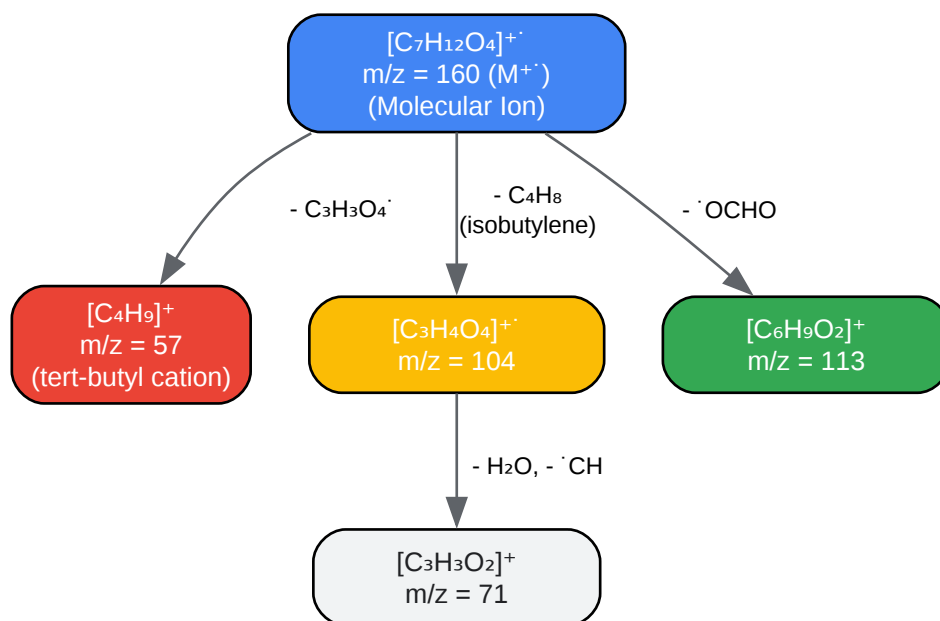 [C₇H₁₂O₄]⁺˙
m/z = 160 (M⁺˙)
(Molecular Ion)
- C₃H₃O₄˙
- C₄H₈
(isobutylene)
- ˙OCHO
[C₄H₉]⁺
m/z = 57
(tert-butyl cation)
[C₃H₄O₄]⁺˙
m/z = 104
[C₆H₉O₂]⁺
m/z = 113
- H₂O, - ˙CH
[C₃H₃O₂]⁺
m/z = 71